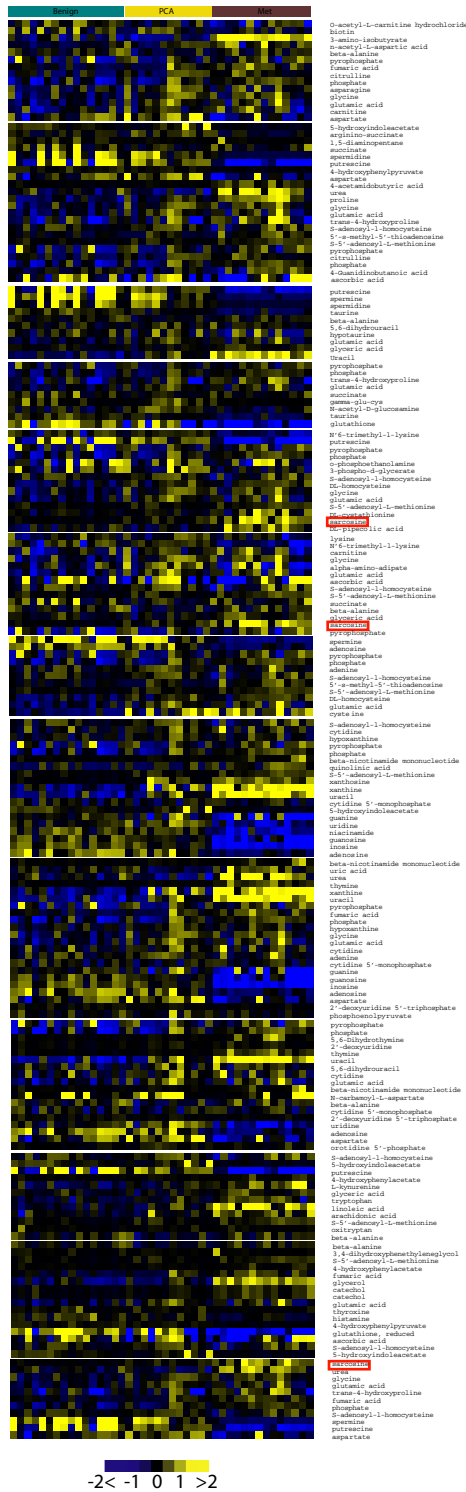 Benign PCA Met
O-acetyl-L-carnitine hydrochloride
biotin
3-amino-isobutyrate
n-acetyl-L-aspartic acid
beta-alanine
pyrophosphate
fumaric acid
citrulline
phosphate
asparagine
glycine
glutamic acid
carnitine
aspartate
5-hydroxyindoleacetate
arginino-succinate
1,5-diaminopentane
succinate
spermidine
putrescine
4-hydroxyphenylpyruvate
aspartate
4-acetamidobutyric acid
urea
proline
glycine
glutamic acid
trans-4-hydroxyproline
S-adenosyl-l-homocysteine
5'-s-methyl-5'-thioadenosine
S-5'-adenosyl-L-methionine
pyrophosphate
citrulline
phosphate
4-Guanidinobutanoic acid
ascorbic acid
putrescine
spermine
spermidine
taurine
beta-alanine
5,6-dihydrouracil
hypotaurine
glutamic acid
glyceric acid
Uracil
pyrophosphate
phosphate
trans-4-hydroxyproline
glutamic acid
succinate
gamma-glu-cys
N-acetyl-D-glucosamine
taurine
glutathione
N'6-trimethyl-l-lysine
putrescine
pyrophosphate
phosphate
o-phosphoethanolamine
3-phospho-d-glycerate
S-adenosyl-l-homocysteine
DL-homocysteine
glycine
glutamic acid
S-5'-adenosyl-L-methionine
DL-cystathionine
sarcosine
DL-pipecolic acid
lysine
N'6-trimethyl-l-lysine
carnitine
glycine
alpha-amino-adipate
glutamic acid
ascorbic acid
S-adenosyl-l-homocysteine
S-5'-adenosyl-L-methionine
succinate
beta-alanine
glyceric acid
sarcosine
pyrophosphate
spermine
adenosine
pyrophosphate
phosphate
adenine
S-adenosyl-l-homocysteine
5'-s-methyl-5'-thioadenosine
S-5'-adenosyl-L-methionine
DL-homocysteine
glutamic acid
cysteine
S-adenosyl-l-homocysteine
cytidine
hypoxanthine
pyrophosphate
phosphate
beta-nicotinamide mononucleotide
quinolinic acid
S-5'-adenosyl-L-methionine
xanthosine
xanthine
uracil
cytidine 5'-monophosphate
5-hydroxyindoleacetate
guanine
uridine
niacinamide
guanosine
inosine
adenosine
beta-nicotinamide mononucleotide
uric acid
urea
thymine
xanthine
uracil
pyrophosphate
fumaric acid
phosphate
hypoxanthine
glycine
glutamic acid
cytidine
adenine
cytidine 5'-monophosphate
guanine
guanosine
inosine
adenosine
aspartate
2'-deoxyuridine 5'-triphosphate
phosphoenolpyruvate
pyrophosphate
phosphate
5,6-Dihydrothymine
2'-deoxyuridine
thymine
uracil
5,6-dihydrouracil
cytidine
glutamic acid
beta-nicotinamide mononucleotide
N-carbamoyl-L-aspartate
beta-alanine
cytidine 5'-monophosphate
2'-deoxyuridine 5'-triphosphate
uridine
adenosine
aspartate
orotidine 5'-phosphate
S-adenosyl-l-homocysteine
5-hydroxyindoleacetate
putrescine
4-hydroxyphenylacetate
L-kynurenine
glyceric acid
tryptophan
linoleic acid
arachidonic acid
S-5'-adenosyl-L-methionine
oxitryptan
beta-alanine
beta-alanine
3,4-dihydroxyphenethyleneglycol
S-5'-adenosyl-L-methionine
4-hydroxyphenylacetate
fumaric acid
glycerol
catechol
catechol
glutamic acid
thyroxine
histamine
4-hydroxyphenylpyruvate
glutathione, reduced
ascorbic acid
S-adenosyl-l-homocysteine
5-hydroxyindoleacetate
sarcosine
urea
glycine
glutamic acid
trans-4-hydroxyproline
fumaric acid
phosphate
S-adenosyl-l-homocysteine
spermine
putrescine
aspartate
-2< -1 0 1 >2